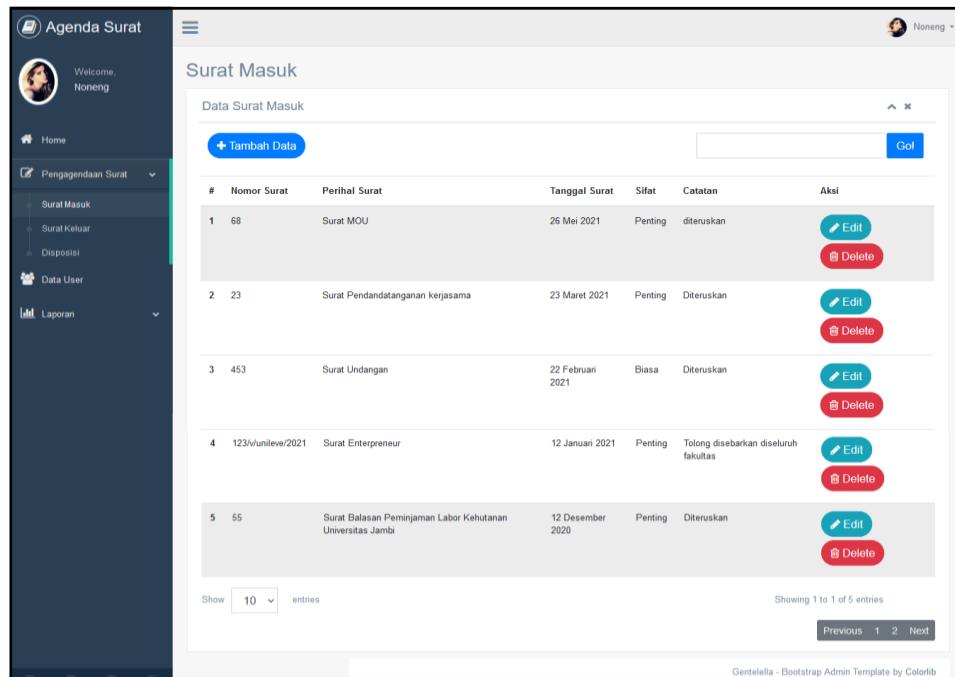 Agenda Surat
Noneng
Welcome,
Noneng
Home
Pengagendaan Surat
Surat Masuk
Surat Keluar
Disposisi
Data User
Laporan
Surat Masuk
Data Surat Masuk
Tambah Data
Go!
# Nomor Surat Perihal Surat Tanggal Surat Sifat Catatan Aksi
1 68 Surat MOU 26 Mei 2021 Penting diteruskan Edit
Delete
2 23 Surat Pendandatanganan kerjasama 23 Maret 2021 Penting Diteruskan Edit
Delete
3 453 Surat Undangan 22 Februari Biasa Diteruskan Edit
2021
Delete
4 123/v/unileve/2021 Surat Enterpreneur 12 Januari 2021 Penting Tolong disebarkan diseluruh Edit
fakultas
Delete
5 55 Surat Balasan Peminjaman Labor Kehutanan 12 Desember Penting Diteruskan Edit
Universitas Jambi 2020
Delete
Show 10 entries Showing 1 to 1 of 5 entries
Previous 1 2 Next
Gentelella - Bootstrap Admin Template by Colorlib